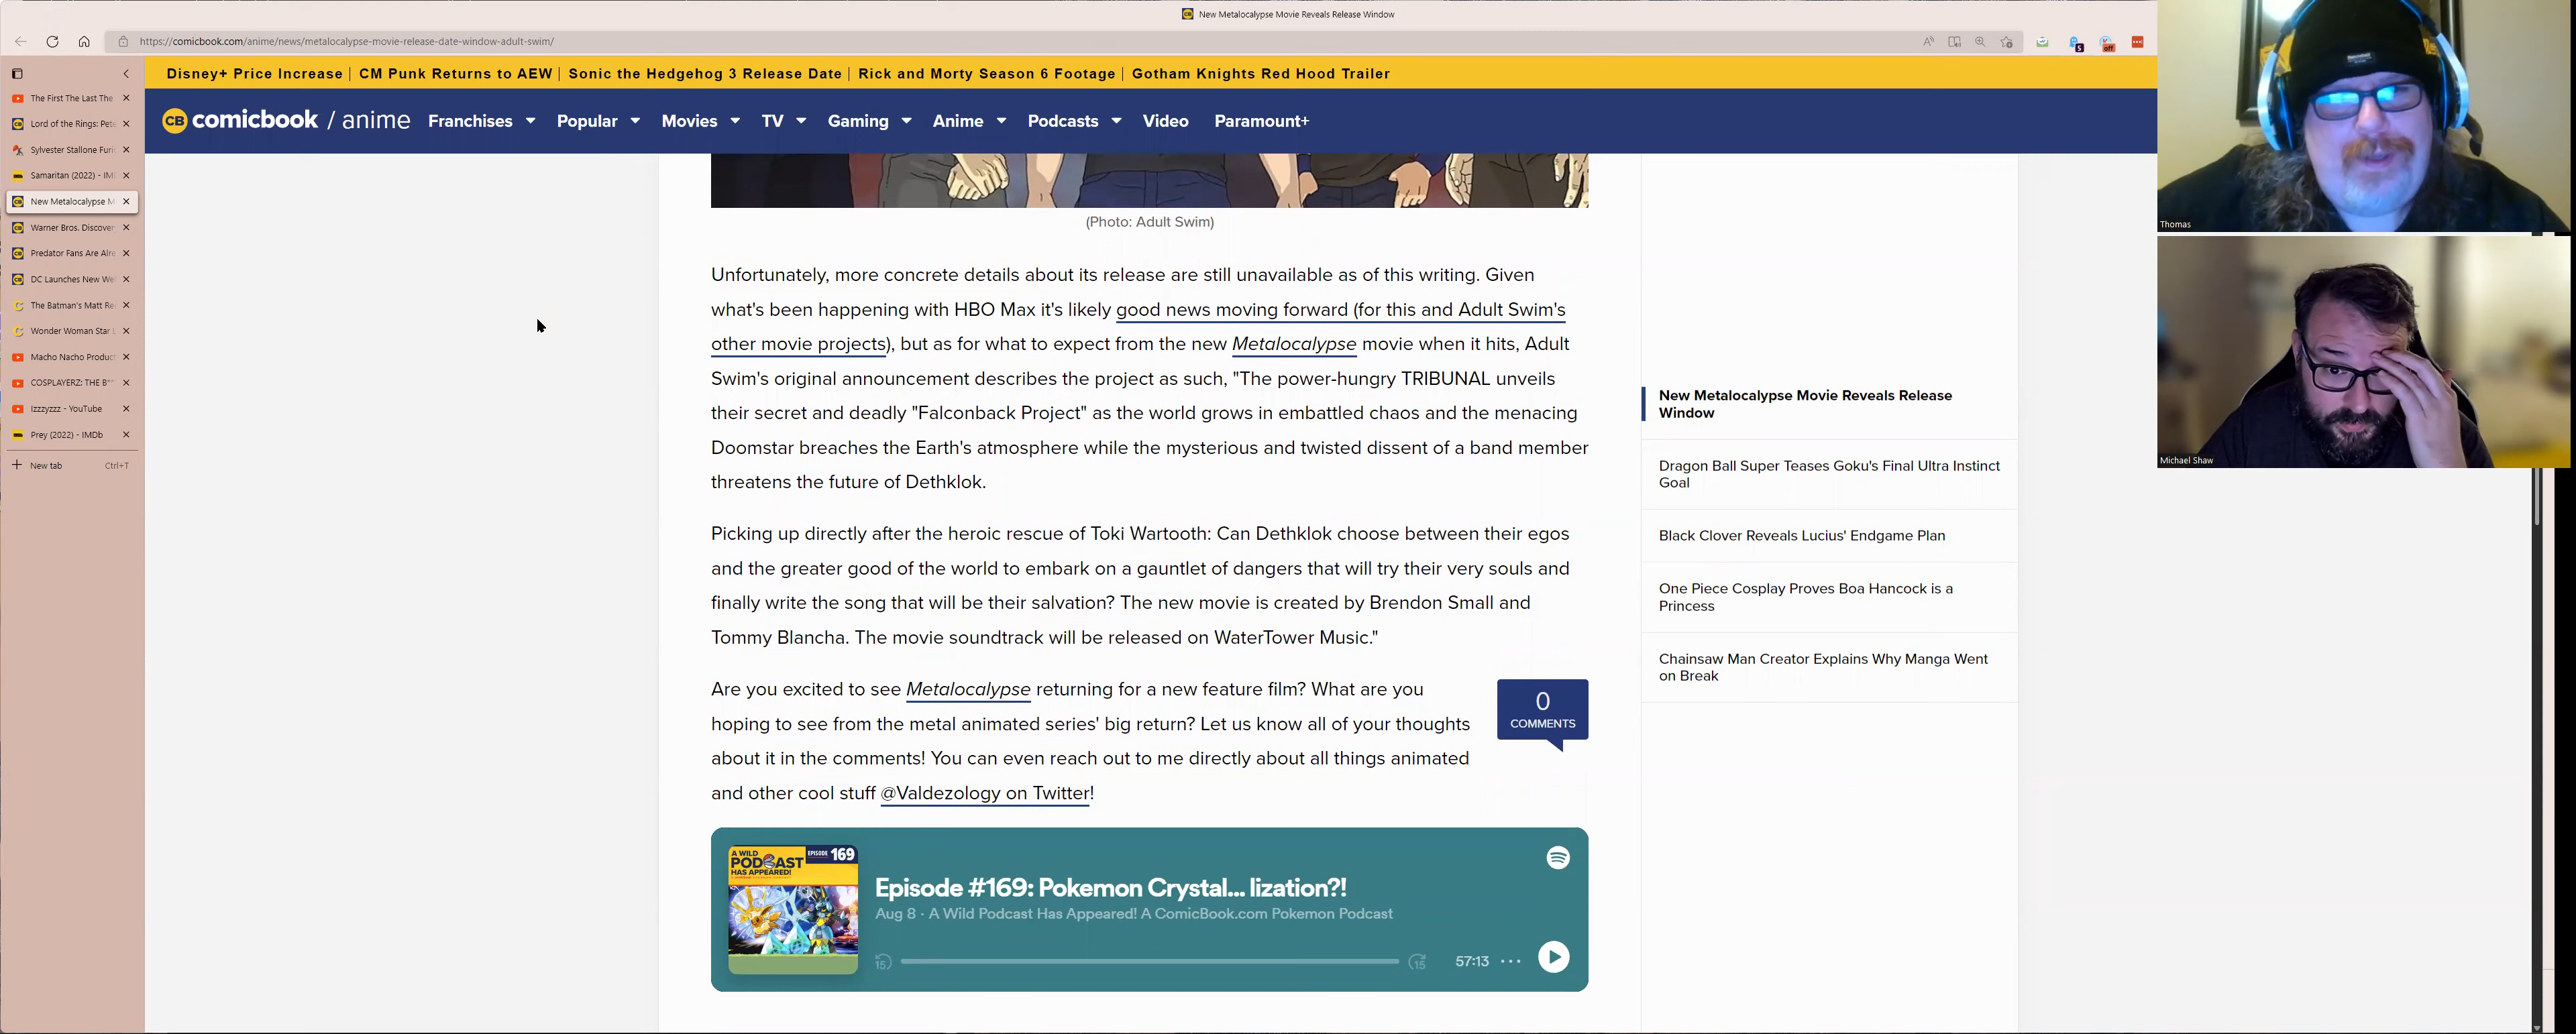 New Metalocalypse Movie Reveals Release Window
https://comicbook.com/anime/news/metalocalypse-movie-release-date-window-adult-swim/
Disney+ Price Increase | CM Punk Returns to AEW | Sonic the Hedgehog 3 Release Date | Rick and Morty Season 6 Footage | Gotham Knights Red Hood Trailer
CB comicbook / anime Franchises Popular Movies TV Gaming Anime Podcasts Video Paramount+
The First The Last The
Lord of the Rings: Pet
Sylvester Stallone Furi
Samaritan (2022) - IM
New Metalocalypse M
Warner Bros. Discover
Predator Fans Are Alre
DC Launches New We
The Batman's Matt Re
Wonder Woman Star
Macho Nacho Produc
COSPLAYERZ: THE B**
Izzzyzzz - YouTube
Prey (2022) - IMDb
New tab Ctrl+T
(Photo: Adult Swim)
Unfortunately, more concrete details about its release are still unavailable as of this writing. Given
what's been happening with HBO Max it's likely good news moving forward (for this and Adult Swim's
other movie projects), but as for what to expect from the new Metalocalypse movie when it hits, Adult
Swim's original announcement describes the project as such, "The power-hungry TRIBUNAL unveils
their secret and deadly "Falconback Project" as the world grows in embattled chaos and the menacing
Doomstar breaches the Earth's atmosphere while the mysterious and twisted dissent of a band member
threatens the future of Dethklok.
Picking up directly after the heroic rescue of Toki Wartooth: Can Dethklok choose between their egos
and the greater good of the world to embark on a gauntlet of dangers that will try their very souls and
finally write the song that will be their salvation? The new movie is created by Brendon Small and
Tommy Blancha. The movie soundtrack will be released on WaterTower Music."
Are you excited to see Metalocalypse returning for a new feature film? What are you
hoping to see from the metal animated series' big return? Let us know all of your thoughts
about it in the comments! You can even reach out to me directly about all things animated
and other cool stuff @Valdezology on Twitter!
0
COMMENTS
A WILD
PODCAST
HAS APPEARED!
EPISODE 169
Episode #169: Pokemon Crystal... lization?!
Aug 8 · A Wild Podcast Has Appeared! A ComicBook.com Pokemon Podcast
15
15
57:13
New Metalocalypse Movie Reveals Release
Window
Dragon Ball Super Teases Goku's Final Ultra Instinct
Goal
Black Clover Reveals Lucius' Endgame Plan
One Piece Cosplay Proves Boa Hancock is a
Princess
Chainsaw Man Creator Explains Why Manga Went
on Break
Thomas
Michael Shaw